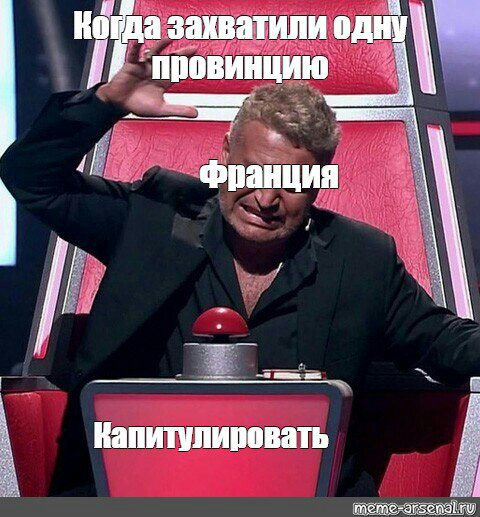 Когда захватили одну
провинцию
Франция
Капитулировать
meme-arsenal.ru